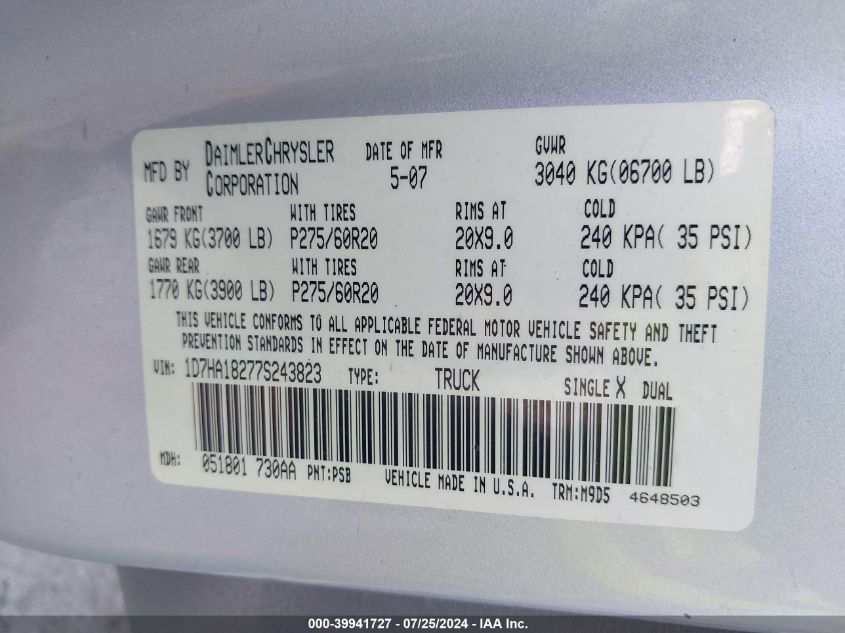 MFD BY DAIMLERCHRYSLER CORPORATION DATE OF MFR 5-07 GVWR 3040 KG(06700 LB)
GAWR FRONT WITH TIRES RIMS AT COLD
1679 KG(3700 LB) P275/60R20 20X9.0 240 KPA( 35 PSI)
GAWR REAR WITH TIRES RIMS AT COLD
1770 KG(3900 LB) P275/60R20 20X9.0 240 KPA( 35 PSI)
THIS VEHICLE CONFORMS TO ALL APPLICABLE FEDERAL MOTOR VEHICLE SAFETY AND THEFT
PREVENTION STANDARDS IN EFFECT ON THE DATE OF MANUFACTURE SHOWN ABOVE.
VIN: 1D7HA18277S243823 TYPE: TRUCK SINGLE X DUAL
MDH: 051801 730AA PNT:PSB VEHICLE MADE IN U.S.A. TRM:M9D5 4648503
000-39941727 - 07/25/2024 - IAA Inc.